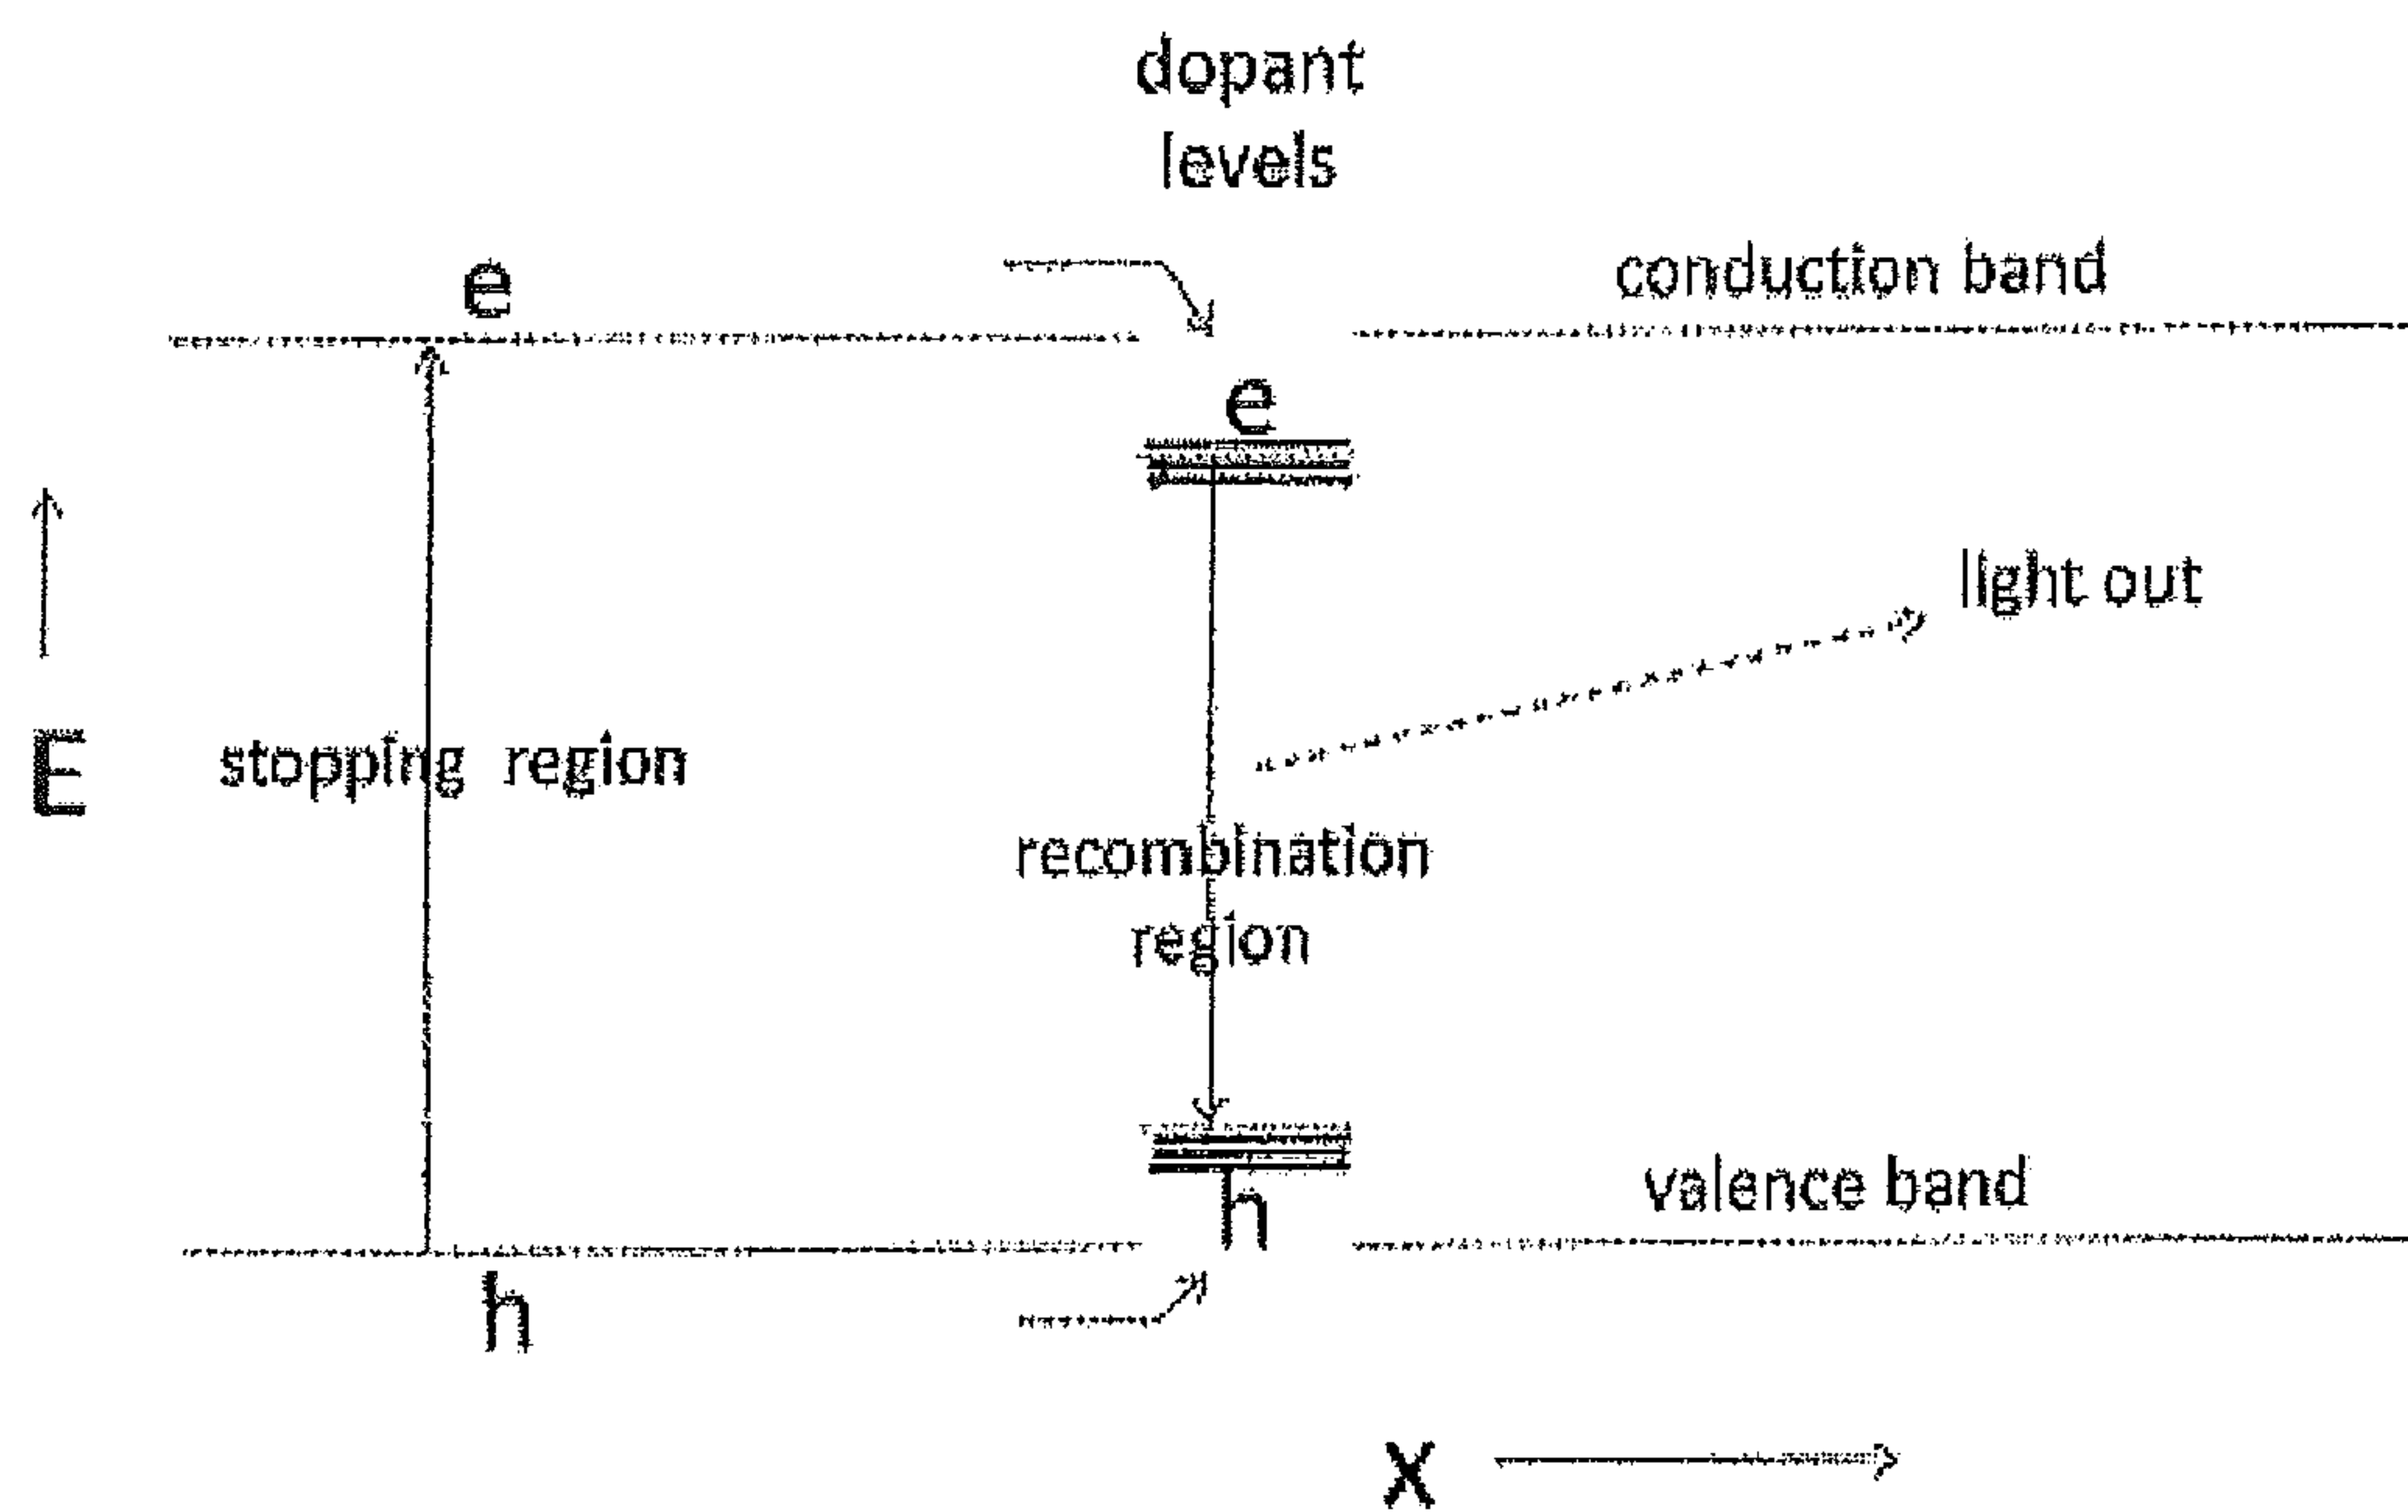 dopant
levels
e
conduction band
e
light out
E
stopping region
recombination
region
h
valence band
h
x